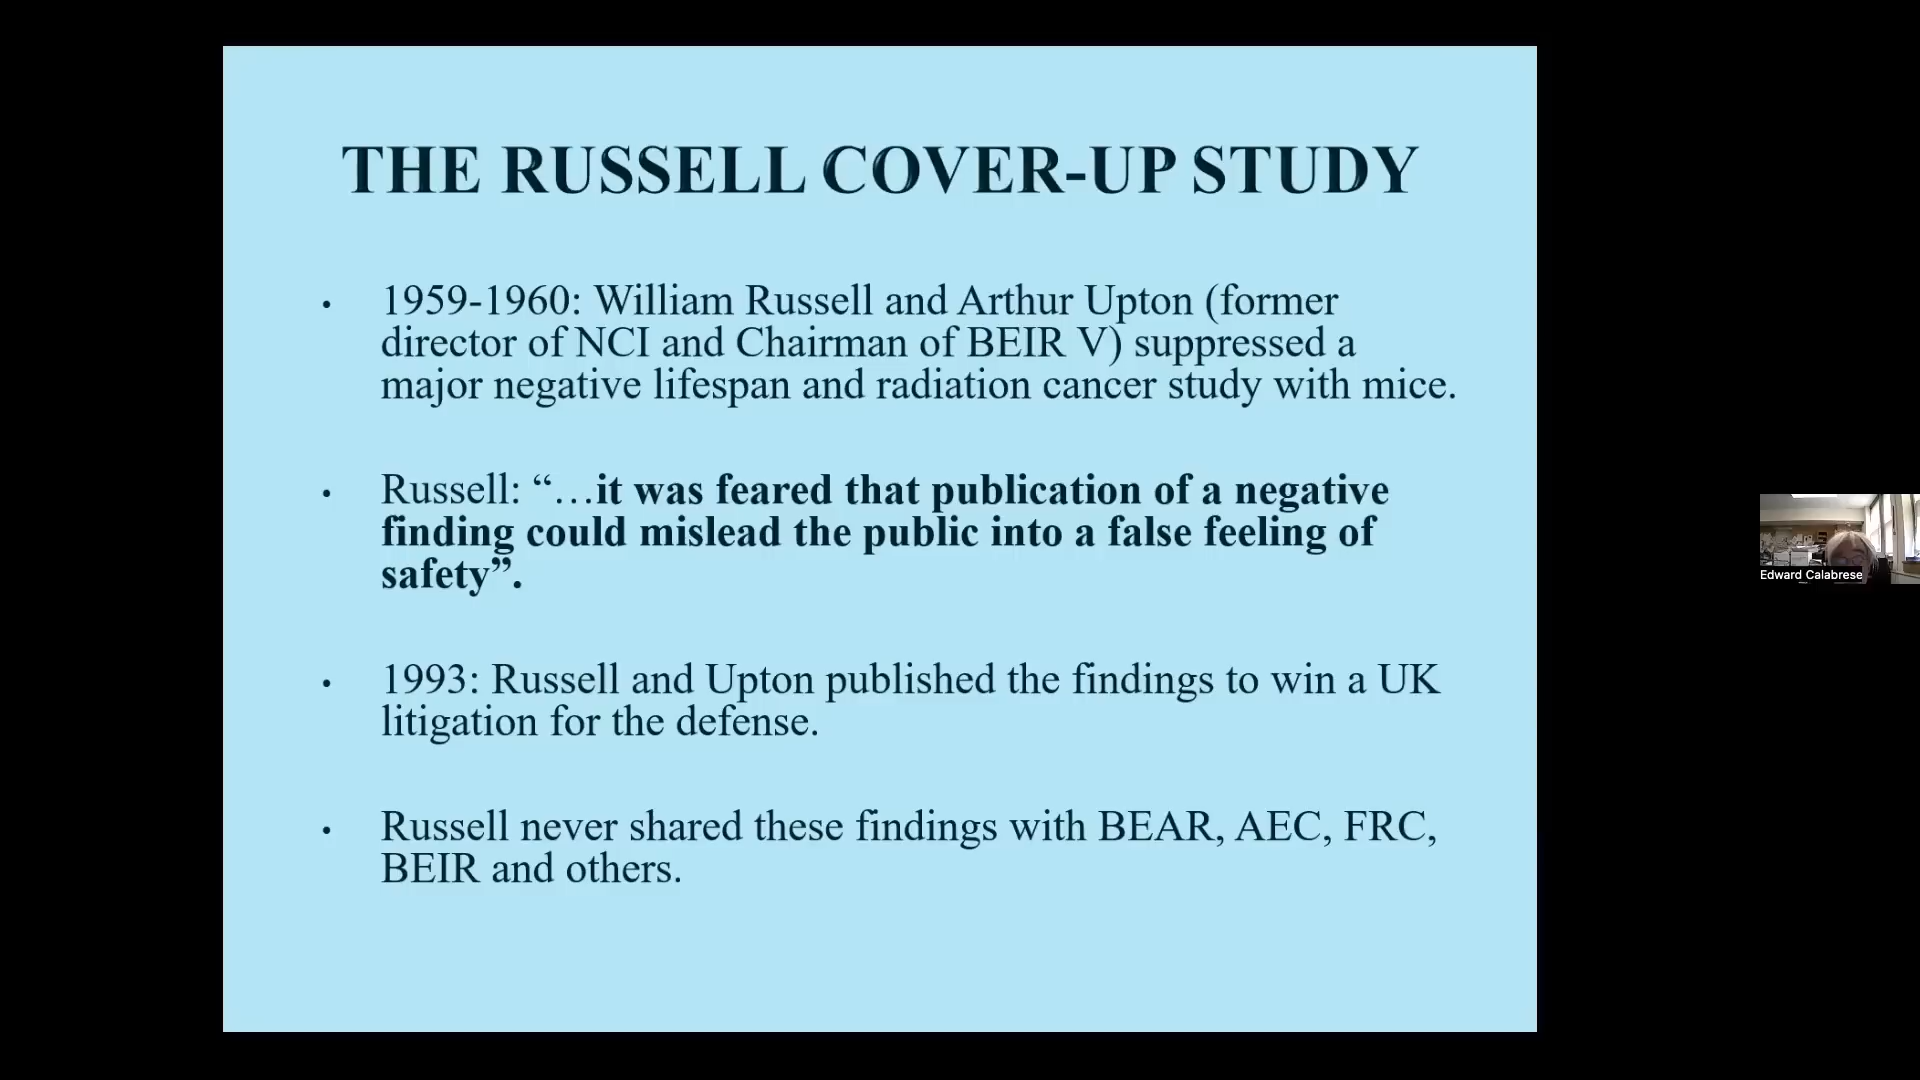 THE RUSSELL COVER-UP STUDY
• 1959-1960: William Russell and Arthur Upton (former
director of NCI and Chairman of BEIR V) suppressed a
major negative lifespan and radiation cancer study with mice.
• Russell: “…it was feared that publication of a negative
finding could mislead the public into a false feeling of
safety”.
• 1993: Russell and Upton published the findings to win a UK
litigation for the defense.
• Russell never shared these findings with BEAR, AEC, FRC,
BEIR and others.
Edward Calabrese